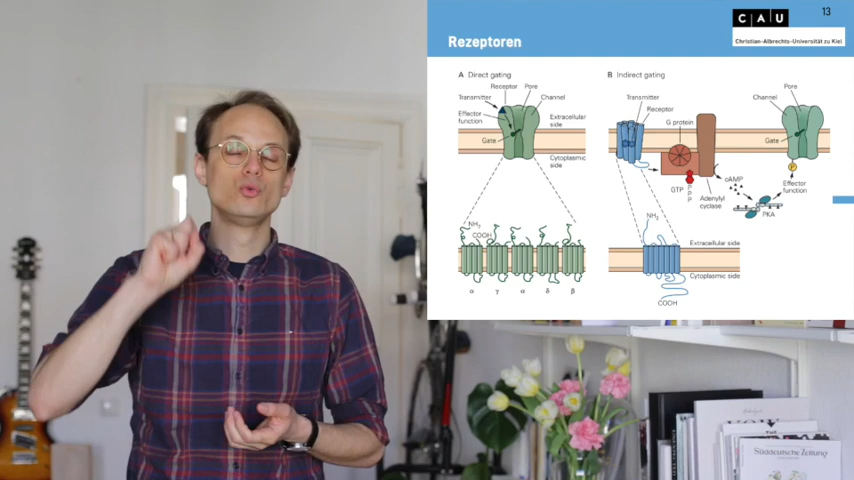 13
CAU
Christian-Albrechts-Universität zu Kiel
Rezeptoren
A Direct gating
Receptor
Pore
Transmitter
Channel
Effector function
Extracellular side
Gate
Cytoplasmic side
NH₂
COOH
α γ α δ β
B Indirect gating
Transmitter
Receptor
G protein
Pore
Channel
Gate
GTP
P
P
P
Adenylyl cyclase
cAMP
P
Effector function
PKA
NH₂
Extracellular side
Cytoplasmic side
COOH
Süddeutsche Zeitung